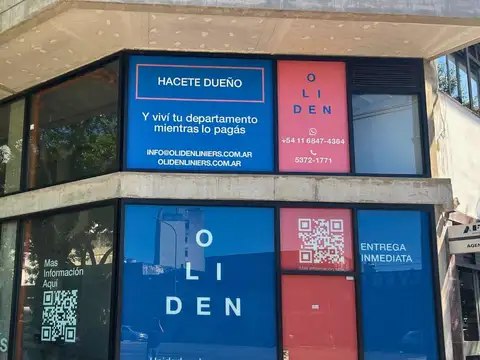 HACETE DUEÑO
Y viví tu departamento
mientras lo pagás
INFO@OLIDENLINIERS.COM.AR
OLIDENLINIERS.COM.AR
O
LI
DEN
+54 11 6847-4364
5372-1771
Mas
Información
Aquí
O
LI
DEN
ENTREGA
INMEDIATA